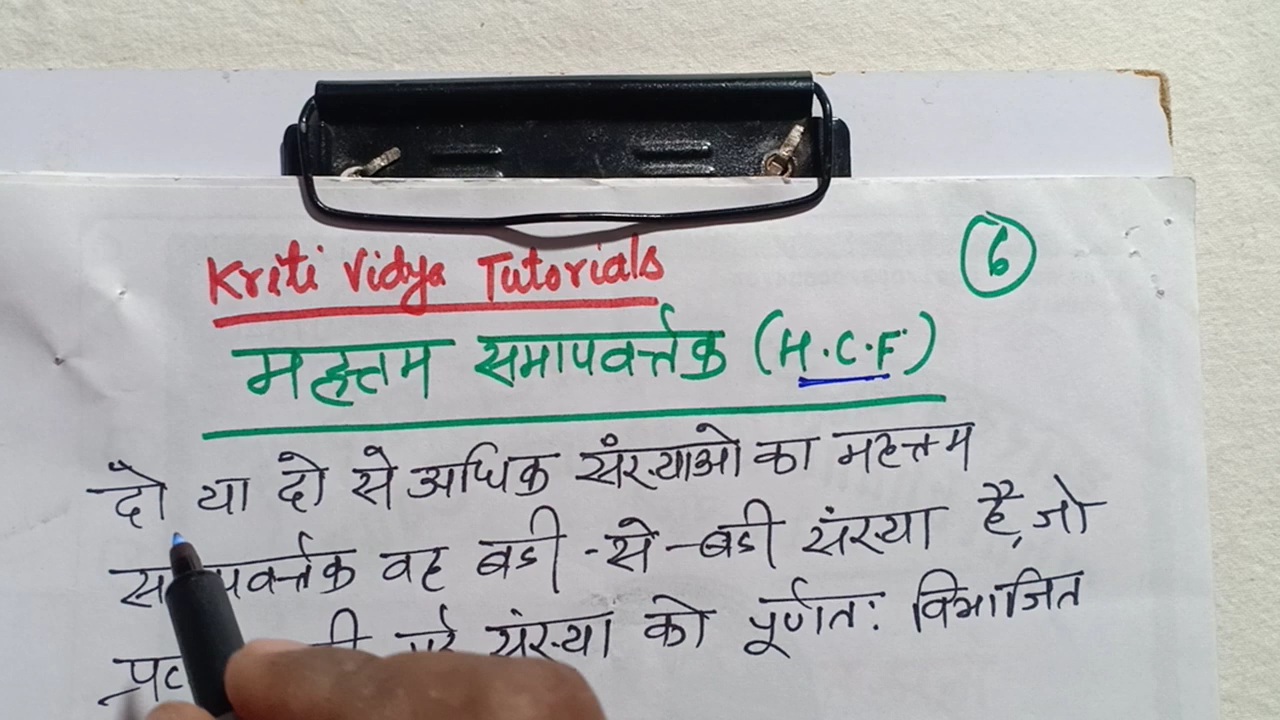 Kriti Vidya Tutorials
6
महत्तम समापवर्त्तक (H.C.F)
दो या दो से अधिक संख्याओ का महत्तम
वह बडी -से-बडी संख्या है, जो
संख्या को पूर्णत: विभाजित